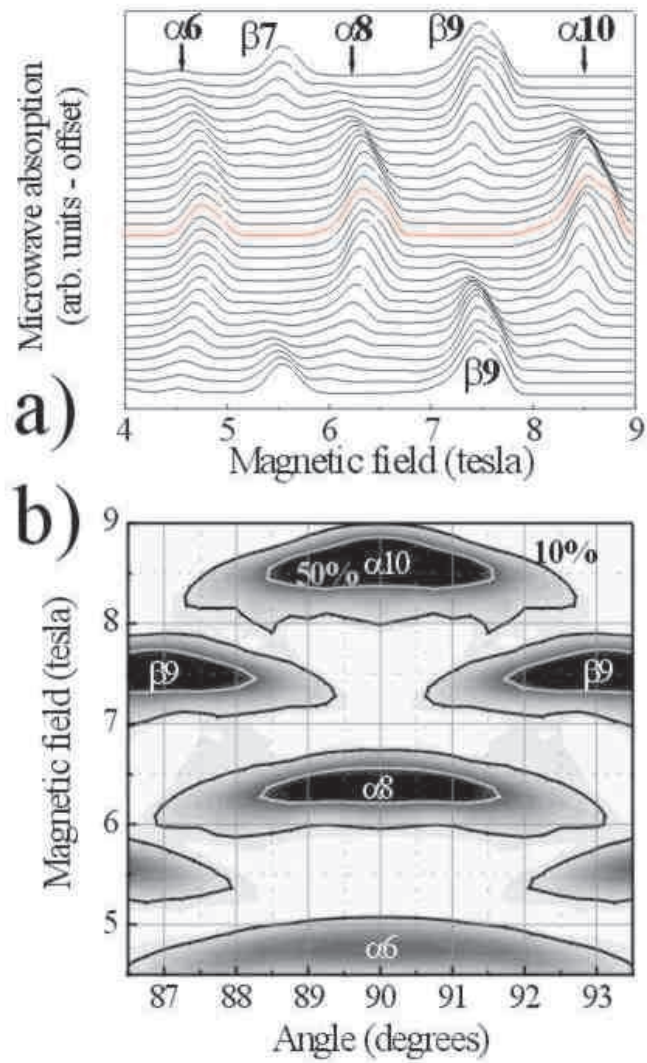 α6 β7 α8 β9 α10
Microwave absorption
(arb. units - offset)
β9
a)
4 5 6 7 8 9
Magnetic field (tesla)
b)
9
8
7
6
5
Magnetic field (tesla)
50% α10 10%
β9 β9
α8
α6
87 88 89 90 91 92 93
Angle (degrees)